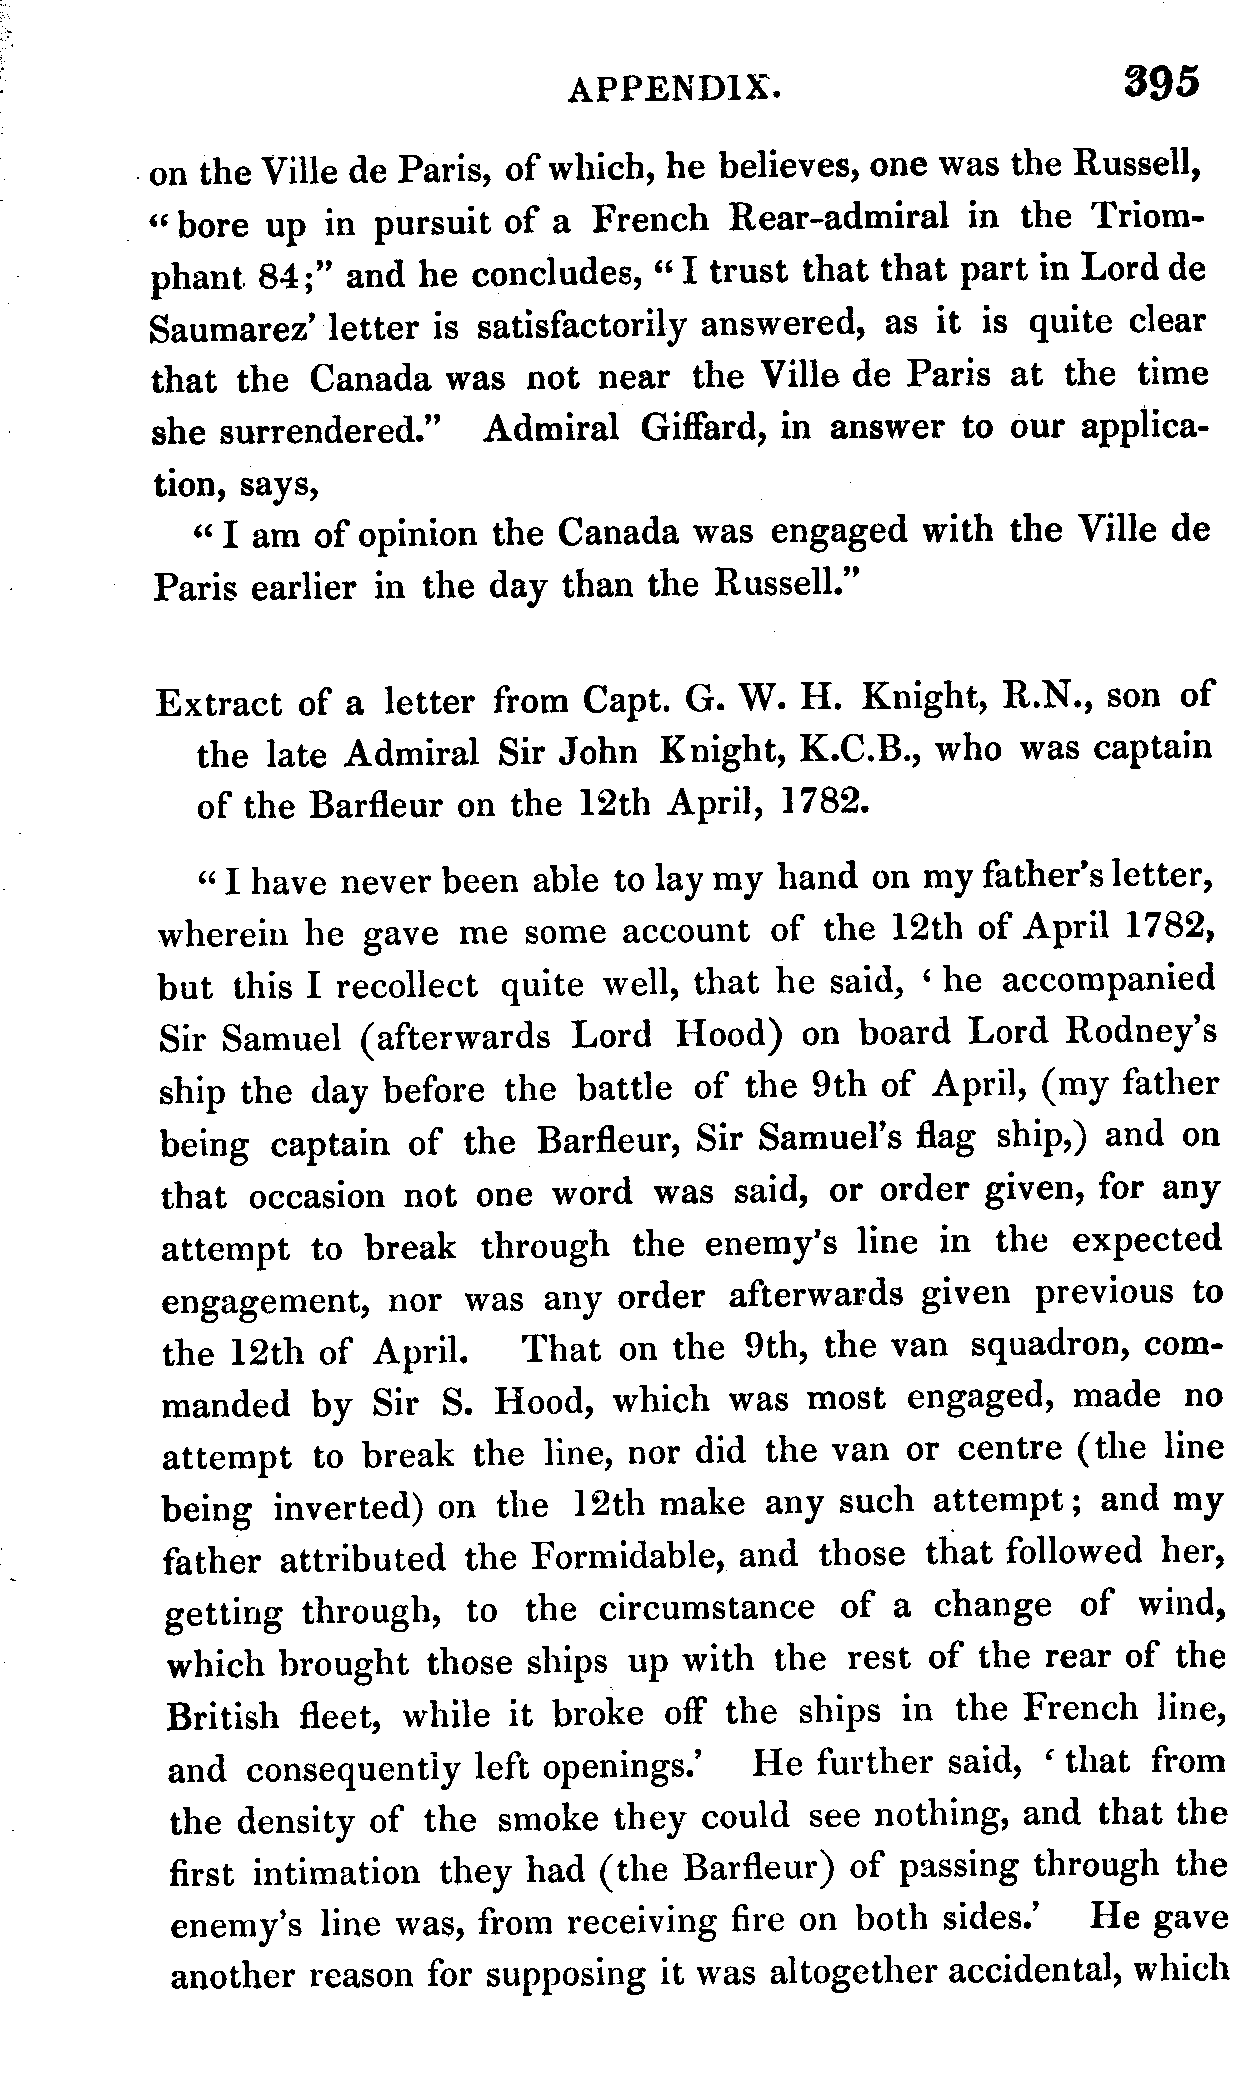 APPENDIX. 395
on the Ville de Paris, of which, he believes, one was the Russell,
“bore up in pursuit of a French Rear-admiral in the Triom-
phant 84;” and he concludes, “I trust that that part in Lord de
Saumarez’ letter is satisfactorily answered, as it is quite clear
that the Canada was not near the Ville de Paris at the time
she surrendered.” Admiral Giffard, in answer to our applica-
tion, says,
“I am of opinion the Canada was engaged with the Ville de
Paris earlier in the day than the Russell.”
Extract of a letter from Capt. G. W. H. Knight, R.N., son of
the late Admiral Sir John Knight, K.C.B., who was captain
of the Barfleur on the 12th April, 1782.
“I have never been able to lay my hand on my father’s letter,
wherein he gave me some account of the 12th of April 1782,
but this I recollect quite well, that he said, ‘he accompanied
Sir Samuel (afterwards Lord Hood) on board Lord Rodney’s
ship the day before the battle of the 9th of April, (my father
being captain of the Barfleur, Sir Samuel’s flag ship,) and on
that occasion not one word was said, or order given, for any
attempt to break through the enemy’s line in the expected
engagement, nor was any order afterwards given previous to
the 12th of April. That on the 9th, the van squadron, com-
manded by Sir S. Hood, which was most engaged, made no
attempt to break the line, nor did the van or centre (the line
being inverted) on the 12th make any such attempt; and my
father attributed the Formidable, and those that followed her,
getting through, to the circumstance of a change of wind,
which brought those ships up with the rest of the rear of the
British fleet, while it broke off the ships in the French line,
and consequently left openings.’ He further said, ‘that from
the density of the smoke they could see nothing, and that the
first intimation they had (the Barfleur) of passing through the
enemy’s line was, from receiving fire on both sides.’ He gave
another reason for supposing it was altogether accidental, which